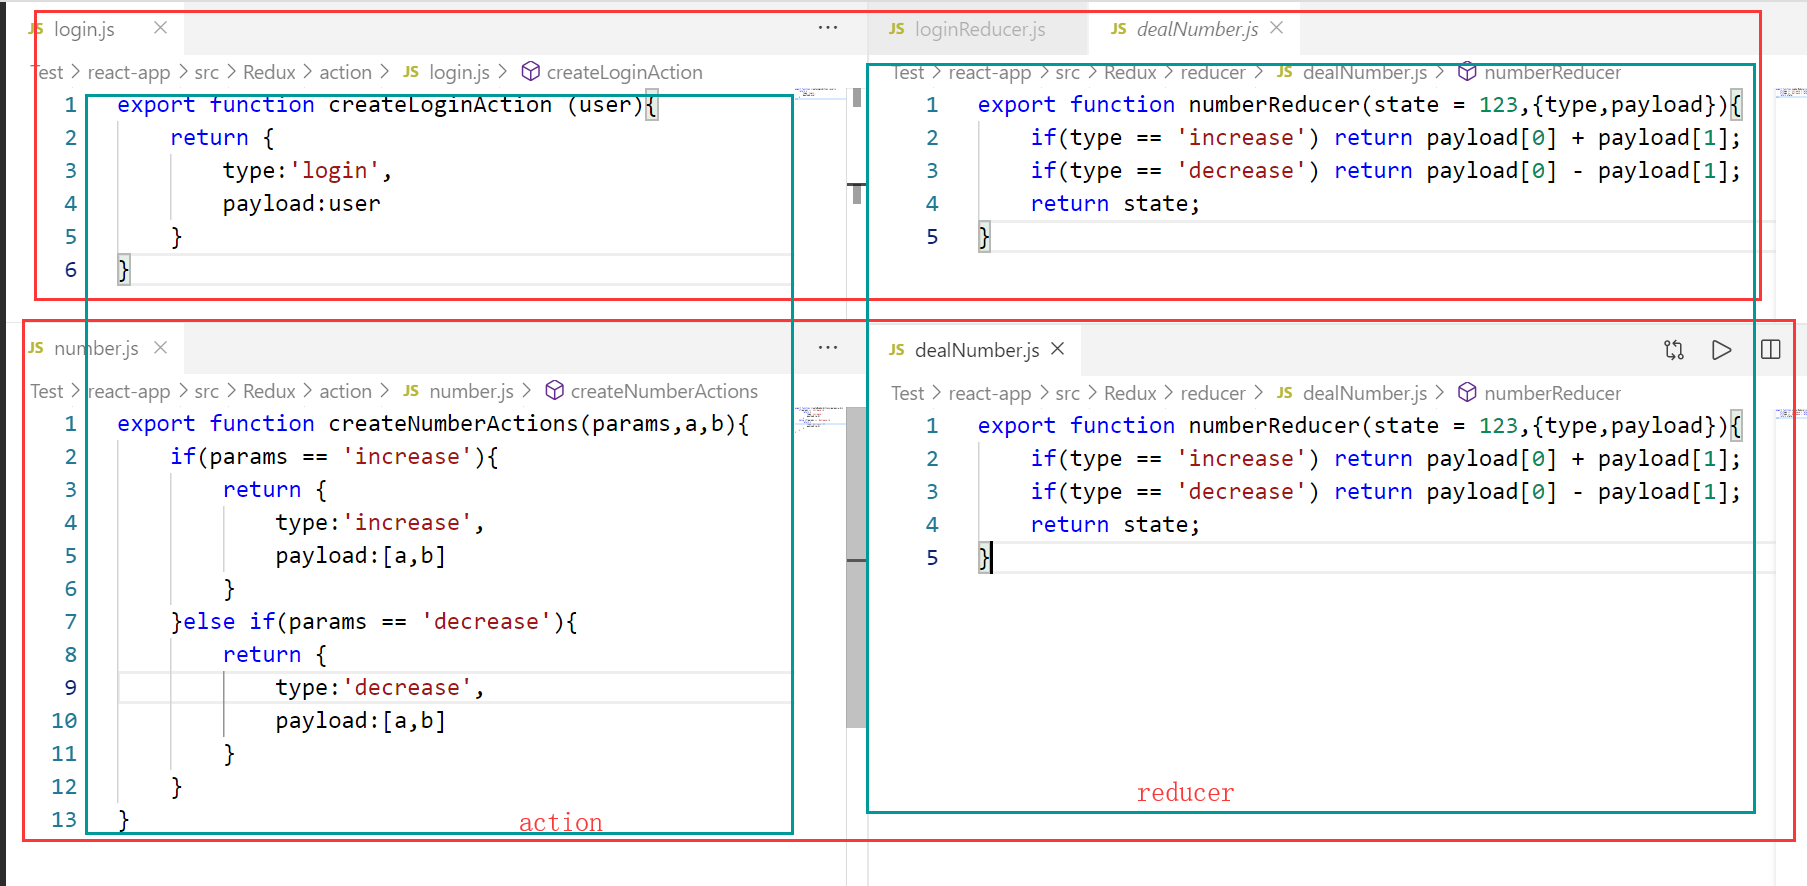 JS login.js
Test > react-app > src > Redux > action > JS login.js > createLoginAction
1 export function createLoginAction (user){
2 return {
3 type:'login',
4 payload:user
5 }
6 }
JS loginReducer.js JS dealNumber.js
Test > react-app > src > Redux > reducer > JS dealNumber.js > numberReducer
1 export function numberReducer(state = 123,{type,payload}){
2 if(type == 'increase') return payload[0] + payload[1];
3 if(type == 'decrease') return payload[0] - payload[1];
4 return state;
5 }
JS number.js
Test > react-app > src > Redux > action > JS number.js > createNumberActions
1 export function createNumberActions(params,a,b){
2 if(params == 'increase'){
3 return {
4 type:'increase',
5 payload:[a,b]
6 }
7 }else if(params == 'decrease'){
8 return {
9 type:'decrease',
10 payload:[a,b]
11 }
12 }
13 }
action
JS dealNumber.js
Test > react-app > src > Redux > reducer > JS dealNumber.js > numberReducer
1 export function numberReducer(state = 123,{type,payload}){
2 if(type == 'increase') return payload[0] + payload[1];
3 if(type == 'decrease') return payload[0] - payload[1];
4 return state;
5 }
reducer